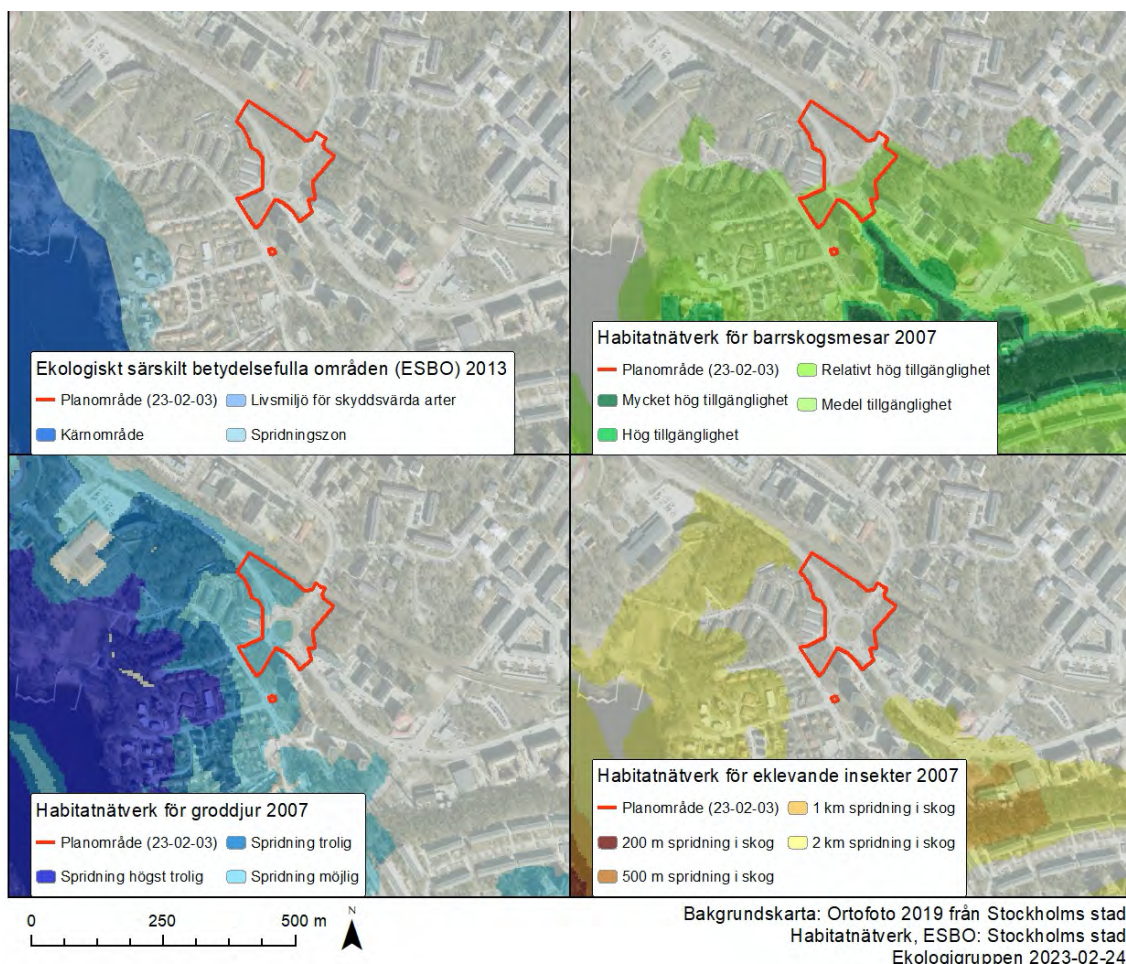 Ekologiskt särskilt betydelsefulla områden (ESBO) 2013
Planområde (23-02-03) Livsmiljö för skyddsvärda arter
Kärnområde Spridningszon
Habitatnätverk för barrskogsmesar 2007
Planområde (23-02-03) Relativt hög tillgänglighet
Mycket hög tillgänglighet Medel tillgänglighet
Hög tillgänglighet
Habitatnätverk för groddjur 2007
Planområde (23-02-03) Spridning trolig
Spridning högst trolig Spridning möjlig
Habitatnätverk för eklevande insekter 2007
Planområde (23-02-03) 1 km spridning i skog
200 m spridning i skog 2 km spridning i skog
500 m spridning i skog
0 250 500 m
N
Bakgrundskarta: Ortofoto 2019 från Stockholms stad
Habitatnätverk, ESBO: Stockholms stad
Ekologigruppen 2023-02-24